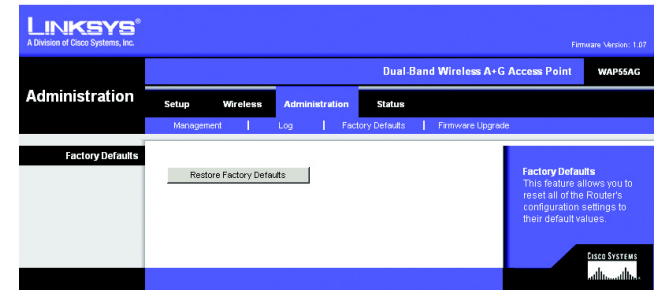 LINKSYS®
A Division of Cisco Systems, Inc.
Firmware Version: 1.07
Dual-Band Wireless A+G Access Point WAP55AG
Administration
Setup Wireless Administration Status
Management | Log | Factory Defaults | Firmware Upgrade
Factory Defaults
Restore Factory Defaults
Factory Defaults
This feature allows you to
reset all of the Router's
configuration settings to
their default values.
CISCO SYSTEMS